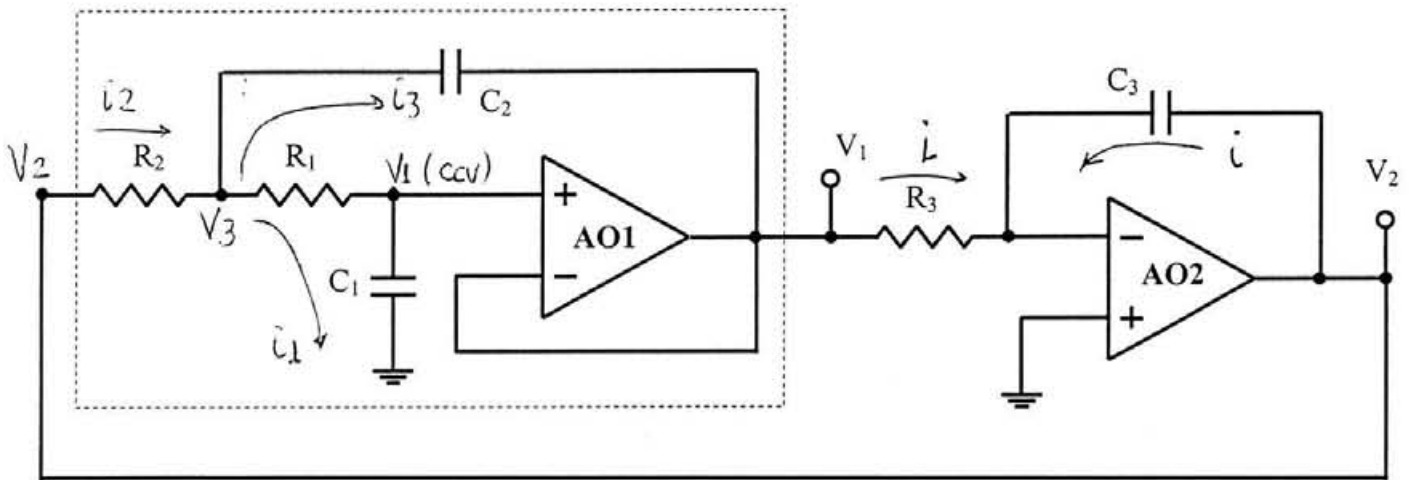 C₂
i3
i2
R₂
R₁
V2
V3
V1 (ccv)
+
AO1
−
C₁
i1
V₁
i
R₃
C₃
i
V₂
−
AO2
+